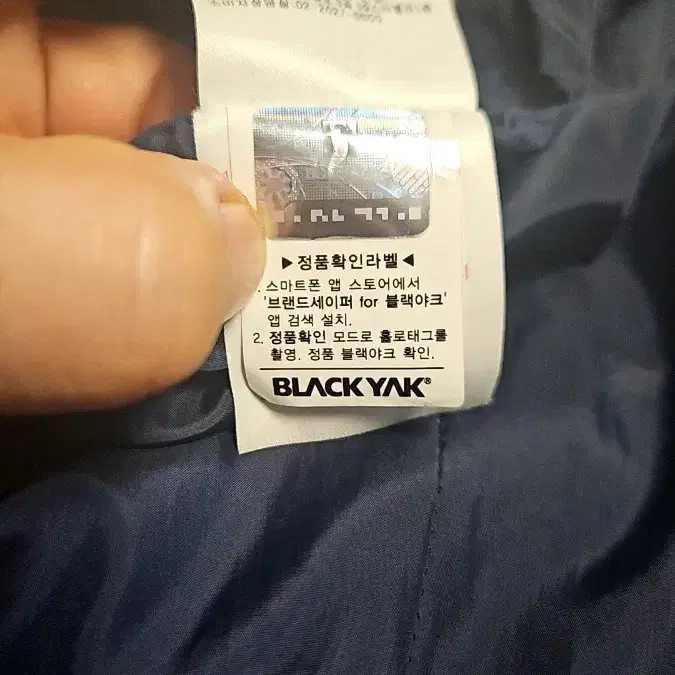 ▶정품확인라벨◀
스마트폰 앱 스토어에서
'브랜드세이퍼 for 블랙야크'
앱 검색 설치.
2. 정품확인 모드로 홀로태그를
촬영. 정품 블랙야크 확인.
BLACKYAK®